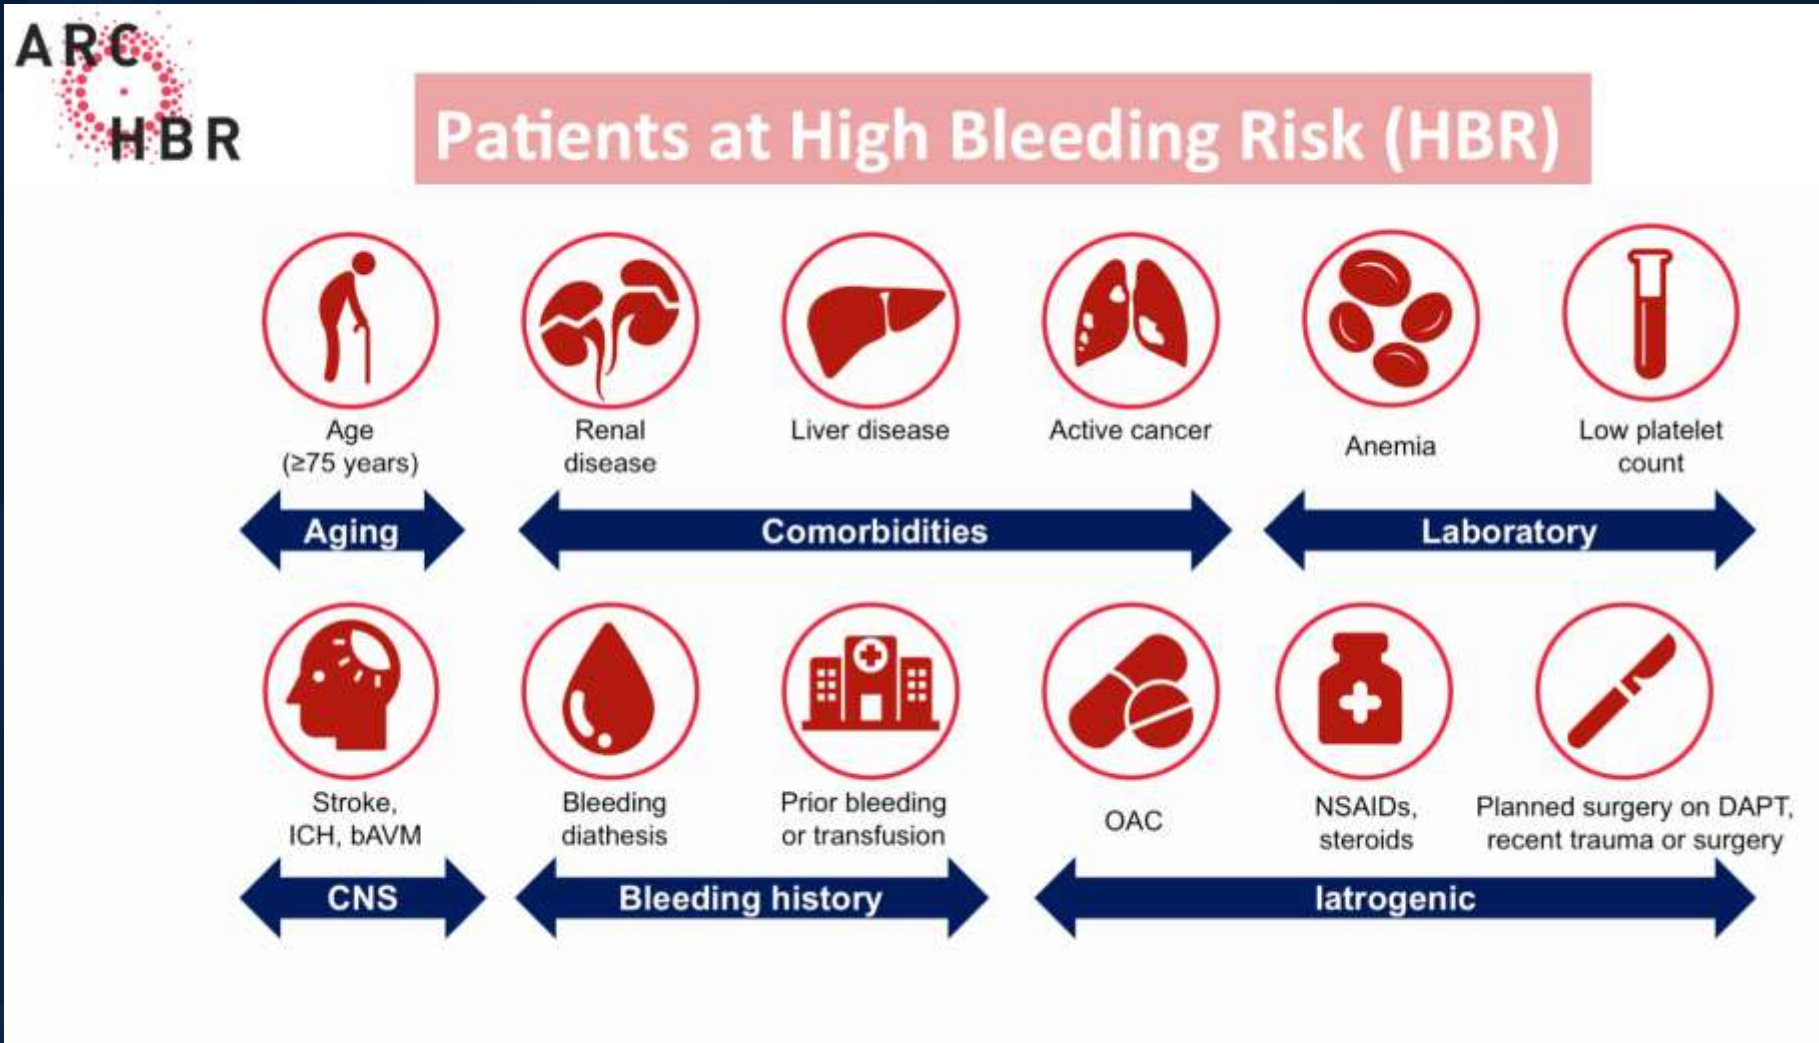 ARC
HBR
Patients at High Bleeding Risk (HBR)
Age
(≥75 years)
Renal
disease
Liver disease
Active cancer
Anemia
Low platelet
count
Aging
Comorbidities
Laboratory
Stroke,
ICH, bAVM
Bleeding
diathesis
Prior bleeding
or transfusion
OAC
NSAIDs,
steroids
Planned surgery on DAPT,
recent trauma or surgery
CNS
Bleeding history
Iatrogenic